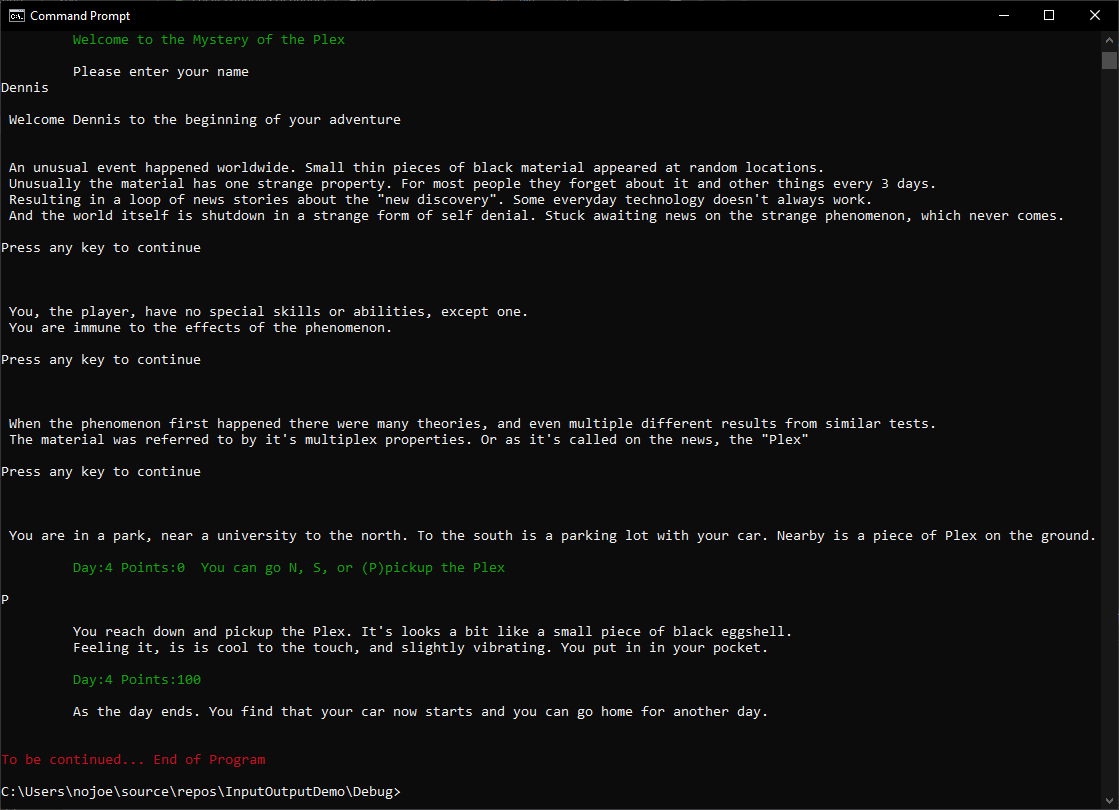 Command Prompt
Welcome to the Mystery of the Plex
Please enter your name
Dennis
Welcome Dennis to the beginning of your adventure
An unusual event happened worldwide. Small thin pieces of black material appeared at random locations.
Unusually the material has one strange property. For most people they forget about it and other things every 3 days.
Resulting in a loop of news stories about the "new discovery". Some everyday technology doesn't always work.
And the world itself is shutdown in a strange form of self denial. Stuck awaiting news on the strange phenomenon, which never comes.
Press any key to continue
You, the player, have no special skills or abilities, except one.
You are immune to the effects of the phenomenon.
Press any key to continue
When the phenomenon first happened there were many theories, and even multiple different results from similar tests.
The material was referred to by it's multiplex properties. Or as it's called on the news, the "Plex"
Press any key to continue
You are in a park, near a university to the north. To the south is a parking lot with your car. Nearby is a piece of Plex on the ground.
Day:4 Points:0  You can go N, S, or (P)pickup the Plex
P
You reach down and pickup the Plex. It's looks a bit like a small piece of black eggshell.
Feeling it, is is cool to the touch, and slightly vibrating. You put in in your pocket.
Day:4 Points:100
As the day ends. You find that your car now starts and you can go home for another day.
To be continued... End of Program
C:\Users\nojoe\source\repos\InputOutputDemo\Debug>